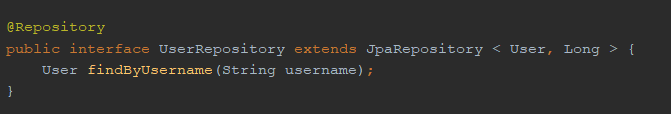 @Repository
public interface UserRepository extends JpaRepository < User, Long > {
    User findByUsername(String username);
}